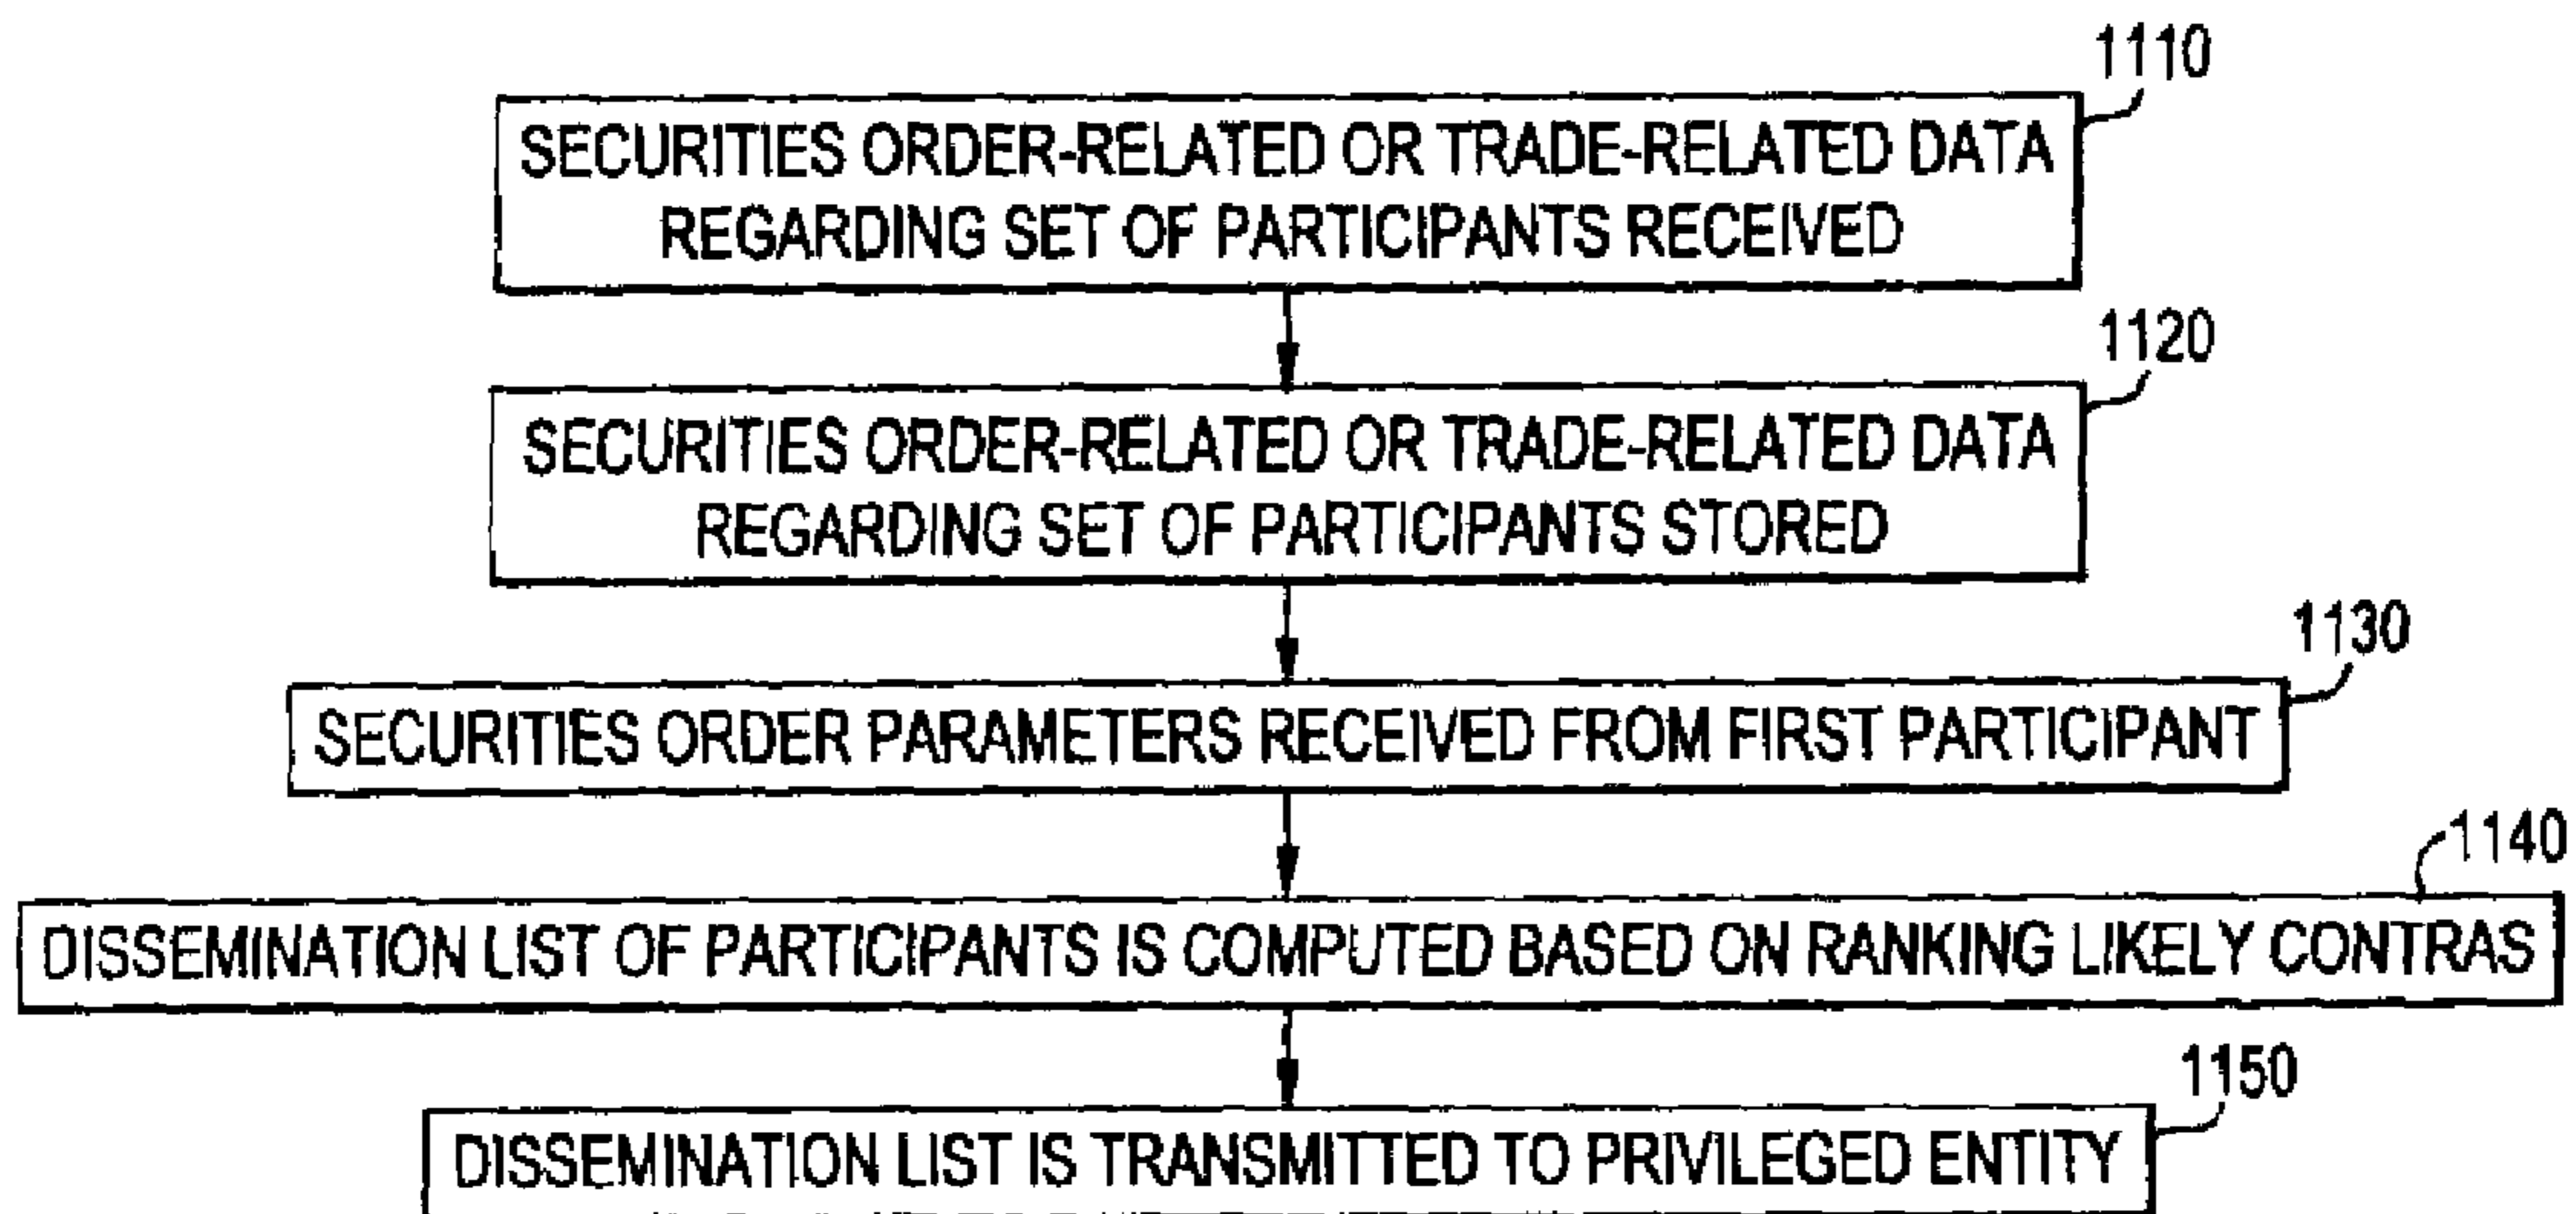 1110
SECURITIES ORDER-RELATED OR TRADE-RELATED DATA
REGARDING SET OF PARTICIPANTS RECEIVED
1120
SECURITIES ORDER-RELATED OR TRADE-RELATED DATA
REGARDING SET OF PARTICIPANTS STORED
1130
SECURITIES ORDER PARAMETERS RECEIVED FROM FIRST PARTICIPANT
1140
DISSEMINATION LIST OF PARTICIPANTS IS COMPUTED BASED ON RANKING LIKELY CONTRAS
1150
DISSEMINATION LIST IS TRANSMITTED TO PRIVILEGED ENTITY